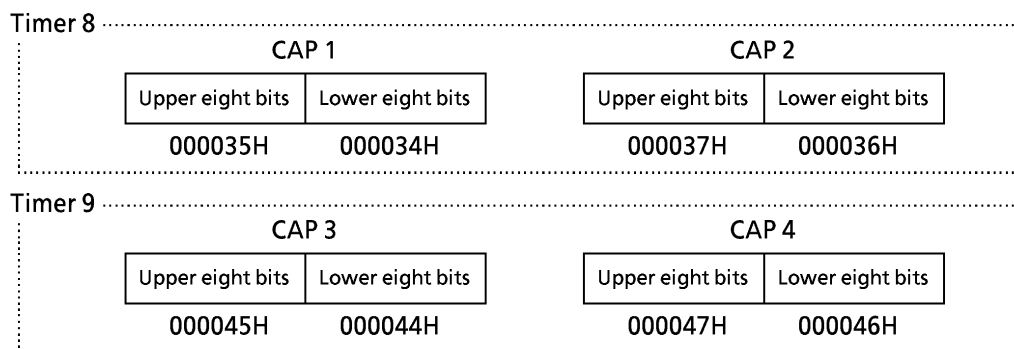 Timer 8
CAP 1 CAP 2
Upper eight bits Lower eight bits Upper eight bits Lower eight bits
000035H 000034H 000037H 000036H
Timer 9
CAP 3 CAP 4
Upper eight bits Lower eight bits Upper eight bits Lower eight bits
000045H 000044H 000047H 000046H